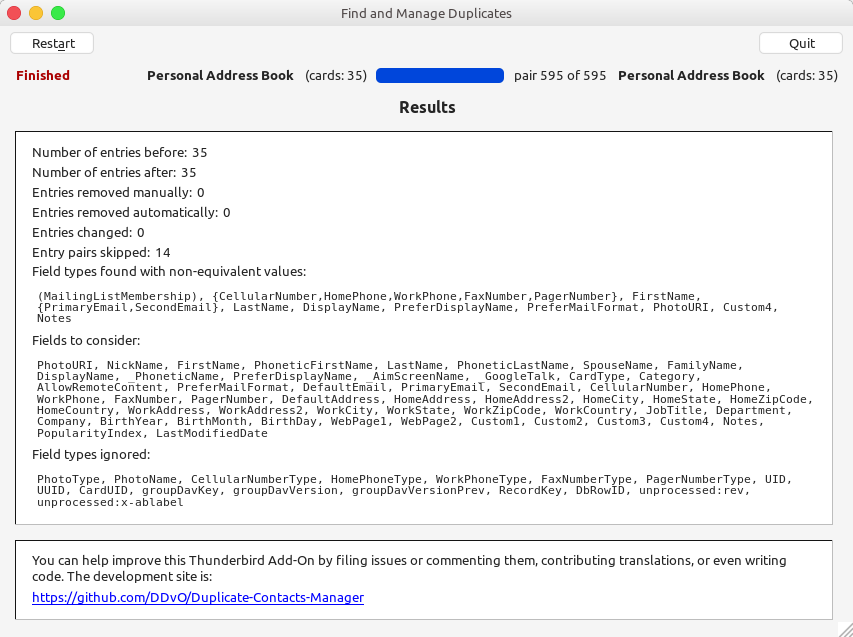 Find and Manage Duplicates
Restart
Quit
Finished
Personal Address Book (cards: 35) pair 595 of 595 Personal Address Book (cards: 35)
Results
Number of entries before: 35
Number of entries after: 35
Entries removed manually: 0
Entries removed automatically: 0
Entries changed: 0
Entry pairs skipped: 14
Field types found with non-equivalent values:
(MailingListMembership), {CellularNumber,HomePhone,WorkPhone,FaxNumber,PagerNumber}, FirstName,
{PrimaryEmail,SecondEmail}, LastName, DisplayName, PreferDisplayName, PreferMailFormat, PhotoURI, Custom4,
Notes
Fields to consider:
PhotoURI, NickName, FirstName, PhoneticFirstName, LastName, PhoneticLastName, SpouseName, FamilyName,
DisplayName, _PhoneticName, PreferDisplayName, _AimScreenName, _GoogleTalk, CardType, Category,
AllowRemoteContent, PreferMailFormat, DefaultEmail, PrimaryEmail, SecondEmail, CellularNumber, HomePhone,
WorkPhone, FaxNumber, PagerNumber, DefaultAddress, HomeAddress, HomeAddress2, HomeCity, HomeState, HomeZipCode,
HomeCountry, WorkAddress, WorkAddress2, WorkCity, WorkState, WorkZipCode, WorkCountry, JobTitle, Department,
Company, BirthYear, BirthMonth, BirthDay, WebPage1, WebPage2, Custom1, Custom2, Custom3, Custom4, Notes,
PopularityIndex, LastModifiedDate
Field types ignored:
PhotoType, PhotoName, CellularNumberType, HomePhoneType, WorkPhoneType, FaxNumberType, PagerNumberType, UID,
UUID, CardUID, groupDavKey, groupDavVersion, groupDavVersionPrev, RecordKey, DbRowID, unprocessed:rev,
unprocessed:x-ablabel
You can help improve this Thunderbird Add-On by filing issues or commenting them, contributing translations, or even writing
code. The development site is:
https://github.com/DDvO/Duplicate-Contacts-Manager